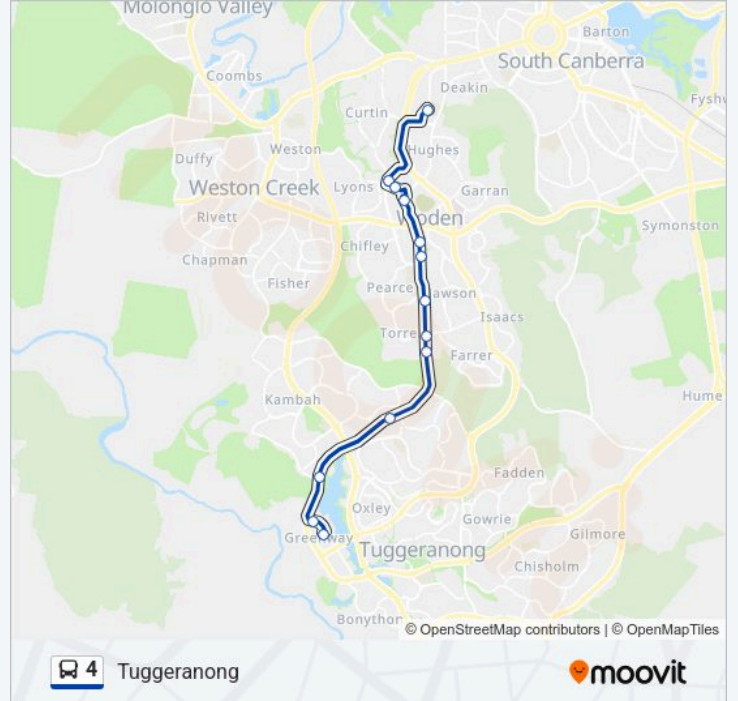 Molonglo Valley
Barton
South Canberra
Coombs
Deakin
Fyshw
Curtin
Weston
Hughes
Duffy
Weston Creek
Lyons
Garran
Woden
Rivett
Symonston
Chifley
Chapman
Fisher
Pearce
Mawson
Isaacs
Torre
Farrer
Kambah
Hume
Fadden
Oxley
Gowrie
Greenway
Gilmore
Tuggeranong
Chisholm
Bonython
© OpenStreetMap contributors | © OpenMapTiles
4 Tuggeranong
moovit